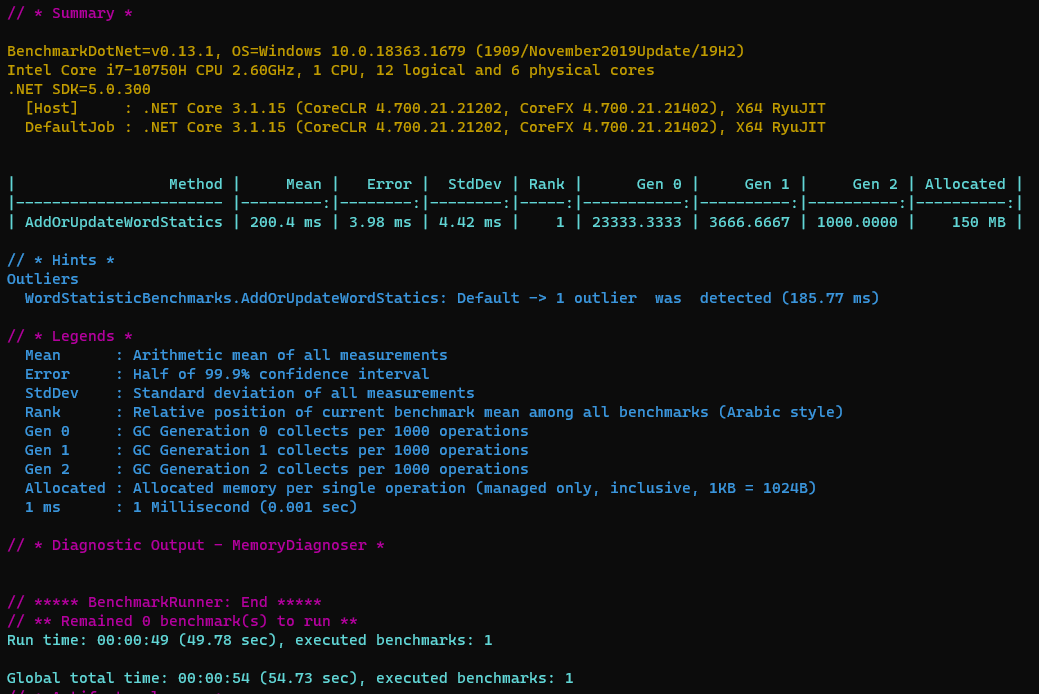 // * Summary *
BenchmarkDotNet=v0.13.1, OS=Windows 10.0.18363.1679 (1909/November2019Update/19H2)
Intel Core i7-10750H CPU 2.60GHz, 1 CPU, 12 logical and 6 physical cores
.NET SDK=5.0.300
  [Host]     : .NET Core 3.1.15 (CoreCLR 4.700.21.21202, CoreFX 4.700.21.21402), X64 RyuJIT
  DefaultJob : .NET Core 3.1.15 (CoreCLR 4.700.21.21202, CoreFX 4.700.21.21402), X64 RyuJIT
|                 Method |     Mean |   Error |  StdDev | Rank |      Gen 0 |     Gen 1 |     Gen 2 | Allocated |
|----------------------- |---------:|--------:|--------:|-----:|-----------:|----------:|----------:|----------:|
| AddOrUpdateWordStatics | 200.4 ms | 3.98 ms | 4.42 ms |    1 | 23333.3333 | 3666.6667 | 1000.0000 |    150 MB |
// * Hints *
Outliers
  WordStatisticBenchmarks.AddOrUpdateWordStatics: Default -> 1 outlier  was  detected (185.77 ms)
// * Legends *
  Mean      : Arithmetic mean of all measurements
  Error     : Half of 99.9% confidence interval
  StdDev    : Standard deviation of all measurements
  Rank      : Relative position of current benchmark mean among all benchmarks (Arabic style)
  Gen 0     : GC Generation 0 collects per 1000 operations
  Gen 1     : GC Generation 1 collects per 1000 operations
  Gen 2     : GC Generation 2 collects per 1000 operations
  Allocated : Allocated memory per single operation (managed only, inclusive, 1KB = 1024B)
  1 ms      : 1 Millisecond (0.001 sec)
// * Diagnostic Output - MemoryDiagnoser *
// ***** BenchmarkRunner: End *****
// ** Remained 0 benchmark(s) to run **
Run time: 00:00:49 (49.78 sec), executed benchmarks: 1
Global total time: 00:00:54 (54.73 sec), executed benchmarks: 1